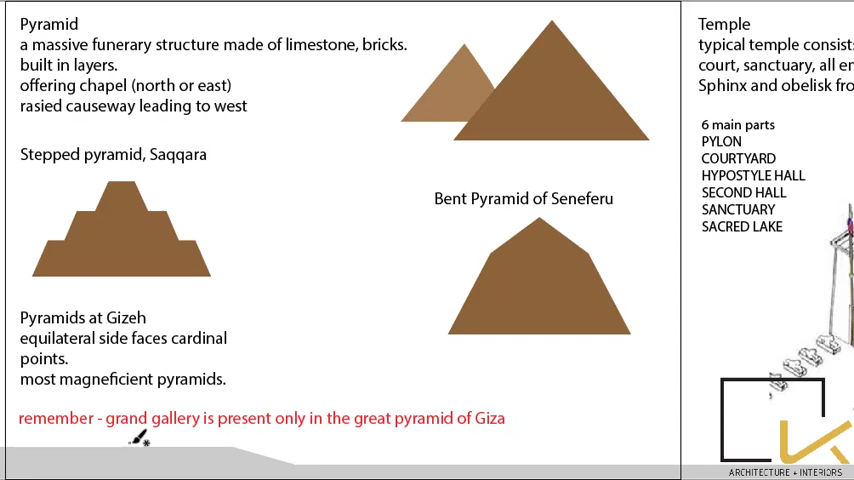 Pyramid
a massive funerary structure made of limestone, bricks.
built in layers.
offering chapel (north or east)
rasied causeway leading to west
Stepped pyramid, Saqqara
Bent Pyramid of Seneferu
Pyramids at Gizeh
equilateral side faces cardinal
points.
most magneficient pyramids.
remember - grand gallery is present only in the great pyramid of Giza
Temple
typical temple consist
court, sanctuary, all
Sphinx and obelisk
6 main parts
PYLON
COURTYARD
HYPOSTYLE HALL
SECOND HALL
SANCTUARY
SACRED LAKE
ARCHITECTURE + INTERIORS